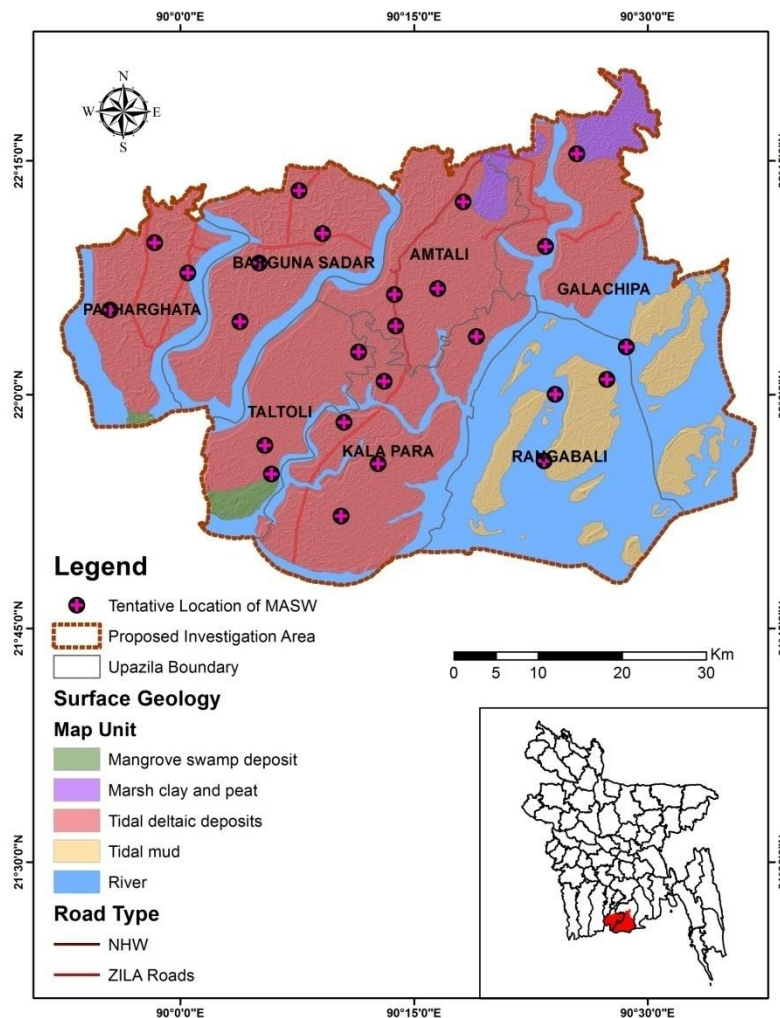 90°0'0"E
90°15'0"E
90°30'0"E
N
W
E
S
22°15'0"N
BARGUNA SADAR
AMTALI
PATHARGHATA
GALACHIPA
22°0'0"N
TALTOLI
KALA PARA
RANGABALI
Legend
Tentative Location of MASW
Proposed Investigation Area
Upazila Boundary
21°45'0"N
Km
0 5 10 20 30
Surface Geology
Map Unit
Mangrove swamp deposit
Marsh clay and peat
Tidal deltaic deposits
Tidal mud
River
21°30'0"N
Road Type
NHW
ZILA Roads
90°0'0"E
90°15'0"E
90°30'0"E